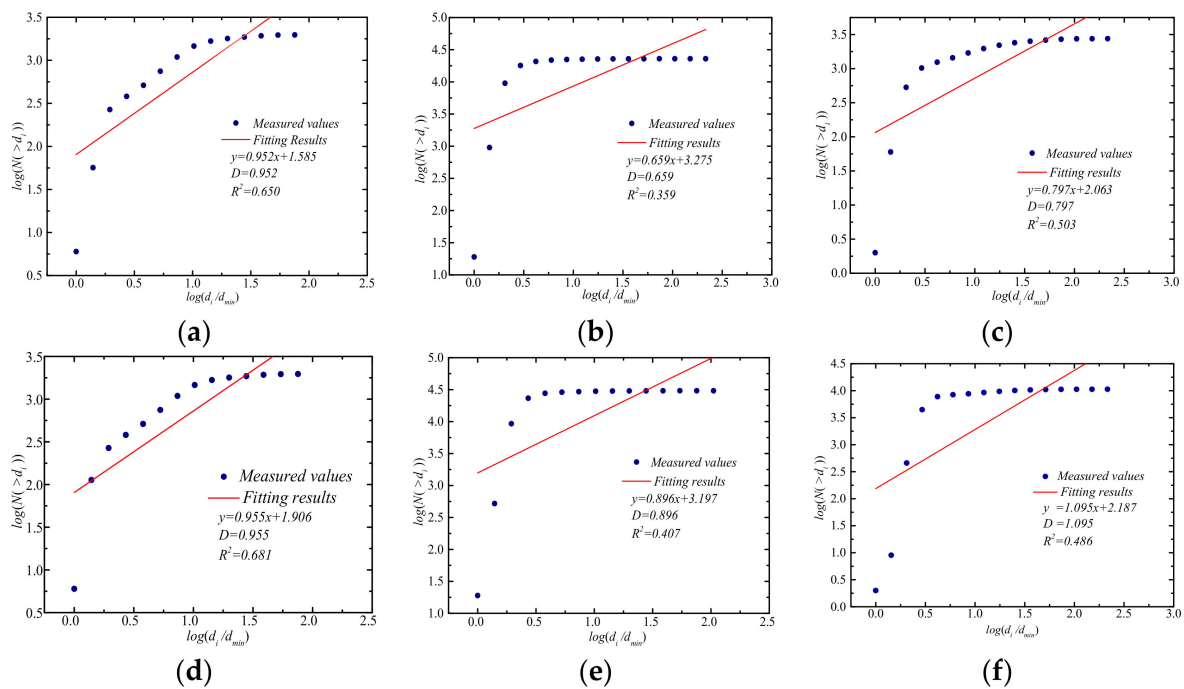 3.5
3.0
2.5
2.0
1.5
1.0
0.5
log(N(>d_i))
Measured values
Fitting Results
y=0.952x+1.585
D=0.952
R²=0.650
0.0 0.5 1.0 1.5 2.0 2.5
log(d_i/d_min)
(a)
5.0
4.5
4.0
3.5
3.0
2.5
2.0
1.5
1.0
log(N(>d_i))
Measured values
Fitting results
y=0.659x+3.275
D=0.659
R²=0.359
0.0 0.5 1.0 1.5 2.0 2.5 3.0
log(d_i/d_min)
(b)
4.0
3.5
3.0
2.5
2.0
1.5
1.0
0.5
0.0
log(N(>d_i))
Measured values
Fitting results
y=0.797x+2.063
D=0.797
R²=0.503
0.0 0.5 1.0 1.5 2.0 2.5 3.0
log(d_i/d_min)
(c)
3.5
3.0
2.5
2.0
1.5
1.0
0.5
log(N(>d_i))
Measured values
Fitting results
y=0.955x+1.906
D=0.955
R²=0.681
0.0 0.5 1.0 1.5 2.0 2.5
log(d_i/d_min)
(d)
5.0
4.5
4.0
3.5
3.0
2.5
2.0
1.5
1.0
log(N(>d_i))
Measured values
Fitting results
y=0.896x+3.197
D=0.896
R²=0.407
0.0 0.5 1.0 1.5 2.0 2.5
log(d_i/d_min)
(e)
4.5
4.0
3.5
3.0
2.5
2.0
1.5
1.0
0.5
0.0
log(N(>d_i))
Measured values
Fitting results
y =1.095x+2.187
D =1.095
R²=0.486
0.0 0.5 1.0 1.5 2.0 2.5 3.0
log(d_i/d_min)
(f)